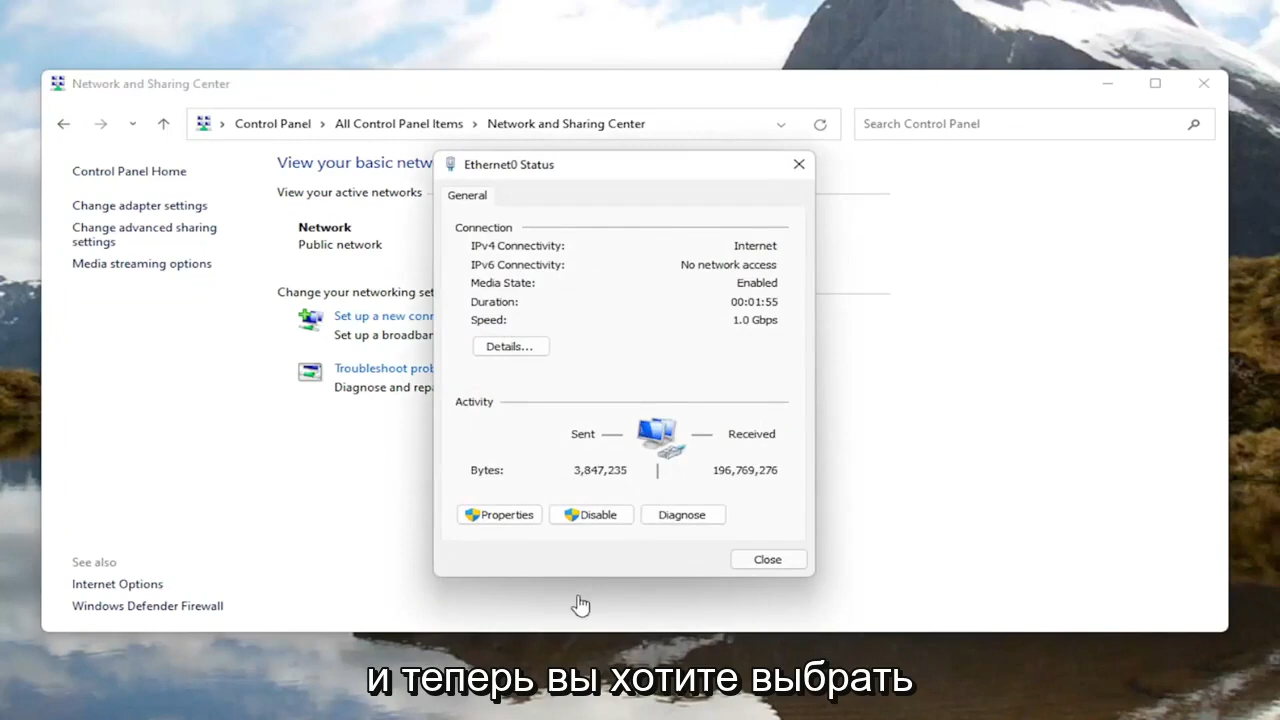 Network and Sharing Center
Control Panel > All Control Panel Items > Network and Sharing Center
Search Control Panel
Control Panel Home
Change adapter settings
Change advanced sharing
settings
Media streaming options
See also
Internet Options
Windows Defender Firewall
View your basic netw
View your active networks
Network
Public network
Change your networking set
Set up a new conn
Set up a broadban
Troubleshoot prob
Diagnose and repa
Ethernet0 Status
General
Connection
IPv4 Connectivity: Internet
IPv6 Connectivity: No network access
Media State: Enabled
Duration: 00:01:55
Speed: 1.0 Gbps
Details...
Activity
Sent — — Received
Bytes: 3,847,235 | 196,769,276
Properties Disable Diagnose
Close
и теперь вы хотите выбрать